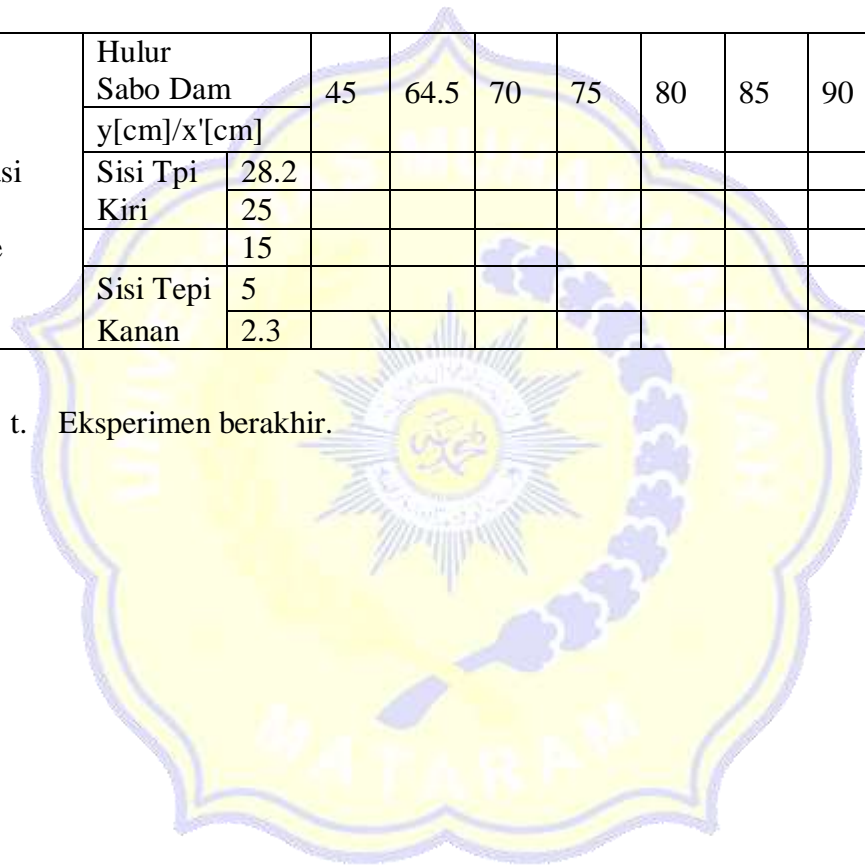 Hulur
Sabo Dam 45 64.5 70 75 80 85 90
y[cm]/x'[cm]
si Sisi Tpi 28.2
Kiri 25
e 15
Sisi Tepi 5
Kanan 2.3
t. Eksperimen berakhir.
MATARAM